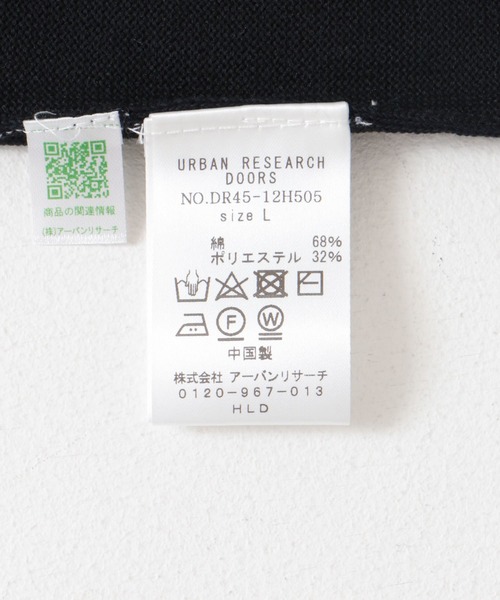 URBAN RESEARCH
DOORS
NO.DR45-12H505
size L
綿 68%
ポリエステル 32%
F W
中国製
株式会社 アーバンリサーチ
0120-967-013
HLD
商品の関連情報
(株)アーバンリサーチ